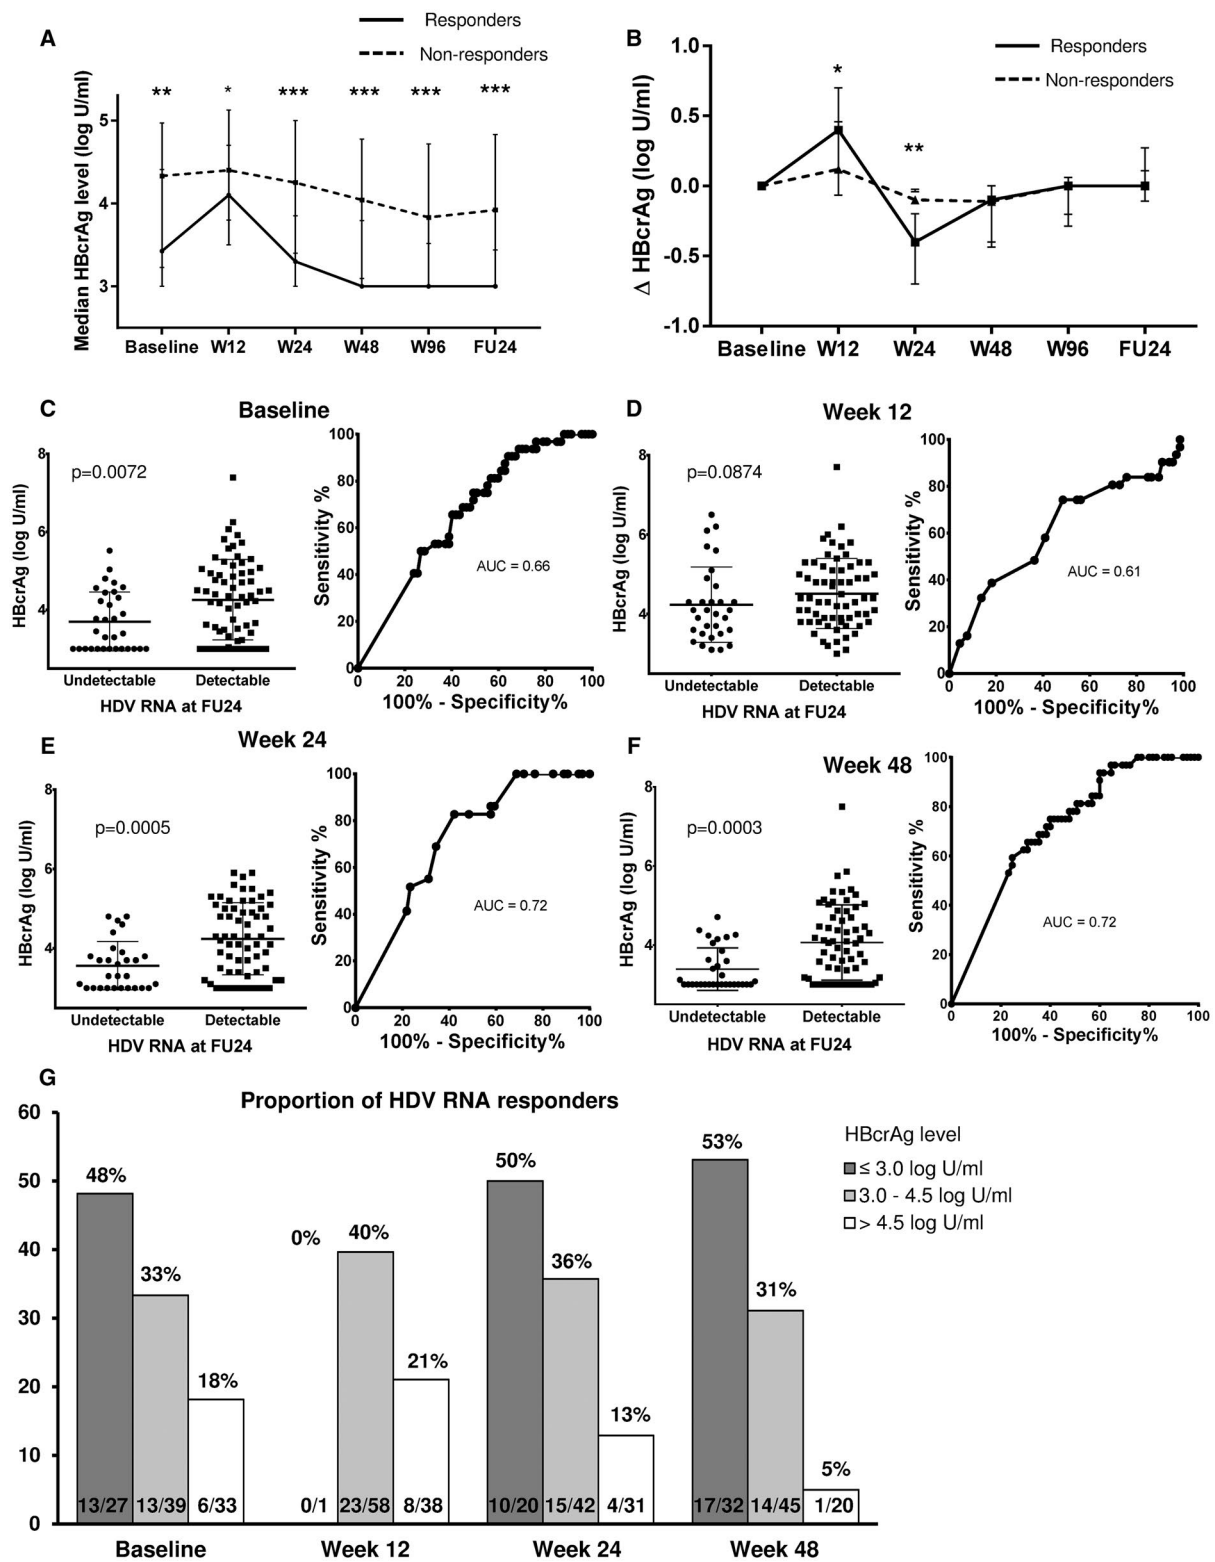 A
Responders
Non-responders
Median HBcrAg level (log U/ml)
** * *** *** *** ***
5
4
3
Baseline W12 W24 W48 W96 FU24
B
Responders
Non-responders
Δ HBcrAg (log U/ml)
* **
1.0
0.5
0.0
-0.5
-1.0
Baseline W12 W24 W48 W96 FU24
C
Baseline
p=0.0072
HBcrAg (log U/ml)
8
6
4
Undetectable Detectable
HDV RNA at FU24
Sensitivity %
100
80
60
40
20
0
AUC = 0.66
0 20 40 60 80 100
100% - Specificity%
D
Week 12
p=0.0874
HBcrAg (log U/ml)
8
6
4
Undetectable Detectable
HDV RNA at FU24
Sensitivity %
100
80
60
40
20
0
AUC = 0.61
0 20 40 60 80 100
100% - Specificity%
E
Week 24
p=0.0005
HBcrAg (log U/ml)
8
6
4
Undetectable Detectable
HDV RNA at FU24
Sensitivity %
100
80
60
40
20
0
AUC = 0.72
0 20 40 60 80 100
100% - Specificity%
F
Week 48
p=0.0003
HBcrAg (log U/ml)
8
6
4
Undetectable Detectable
HDV RNA at FU24
Sensitivity %
100
80
60
40
20
0
AUC = 0.72
0 20 40 60 80 100
100% - Specificity%
G
Proportion of HDV RNA responders
60
50
40
30
20
10
0
48% 33% 18%
0% 40% 21%
50% 36% 13%
53% 31% 5%
13/27 13/39 6/33 0/1 23/58 8/38 10/20 15/42 4/31 17/32 14/45 1/20
Baseline Week 12 Week 24 Week 48
HBcrAg level
≤ 3.0 log U/ml
3.0 - 4.5 log U/ml
> 4.5 log U/ml